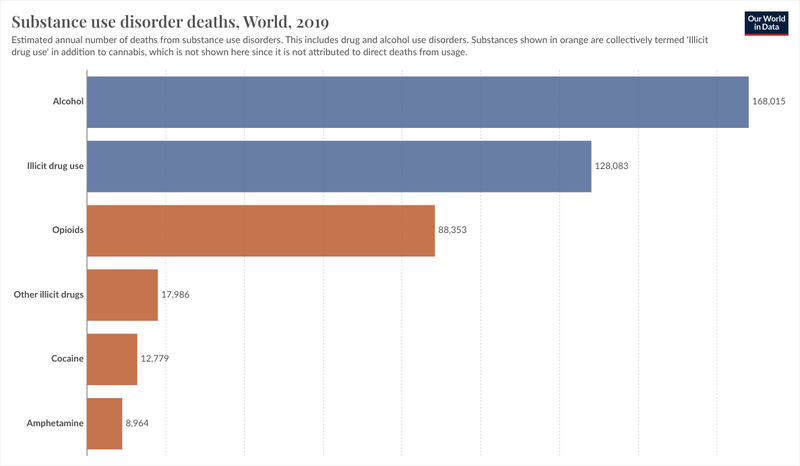 Substance use disorder deaths, World, 2019
Our World
in Data
Estimated annual number of deaths from substance use disorders. This includes drug and alcohol use disorders. Substances shown in orange are collectively termed 'Illicit
drug use' in addition to cannabis, which is not shown here since it is not attributed to direct deaths from usage.
Alcohol 168,015
Illicit drug use 128,083
Opioids 88,353
Other illicit drugs 17,986
Cocaine 12,779
Amphetamine 8,964